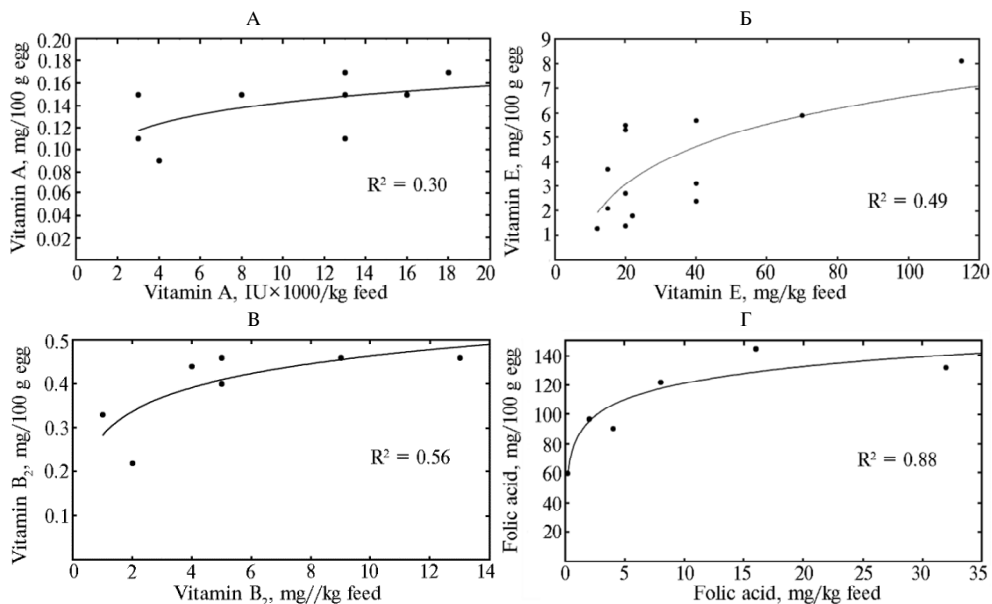 А
Vitamin A, mg/100 g egg
0.20
0.18
0.16
0.14
0.12
0.10
0.08
0.06
0.04
0.02
R² = 0.30
0 2 4 6 8 10 12 14 16 18 20
Vitamin A, IU×1000/kg feed
Б
Vitamin E, mg/100 g egg
9
8
7
6
5
4
3
2
1
R² = 0.49
0 20 40 60 80 100 120
Vitamin E, mg/kg feed
В
Vitamin B₂, mg/100 g egg
0.5
0.4
0.3
0.2
0.1
R² = 0.56
0 2 4 6 8 10 12 14
Vitamin B₂, mg//kg feed
Г
Folic acid, mg/100 g egg
140
120
100
80
60
40
20
R² = 0.88
0 5 10 15 20 25 30 35
Folic acid, mg/kg feed